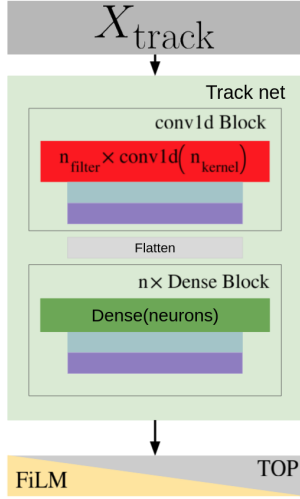 X_track
Track net
conv1d Block
n_filter × conv1d( n_kernel)
Flatten
n× Dense Block
Dense(neurons)
TOP
FiLM